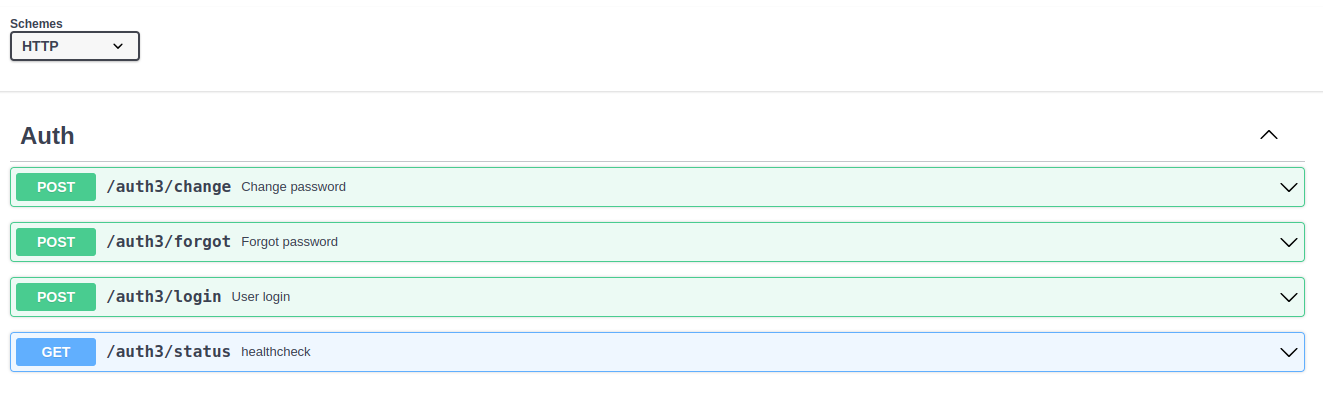 Schemes
HTTP
Auth
POST /auth3/change Change password
POST /auth3/forgot Forgot password
POST /auth3/login User login
GET /auth3/status healthcheck